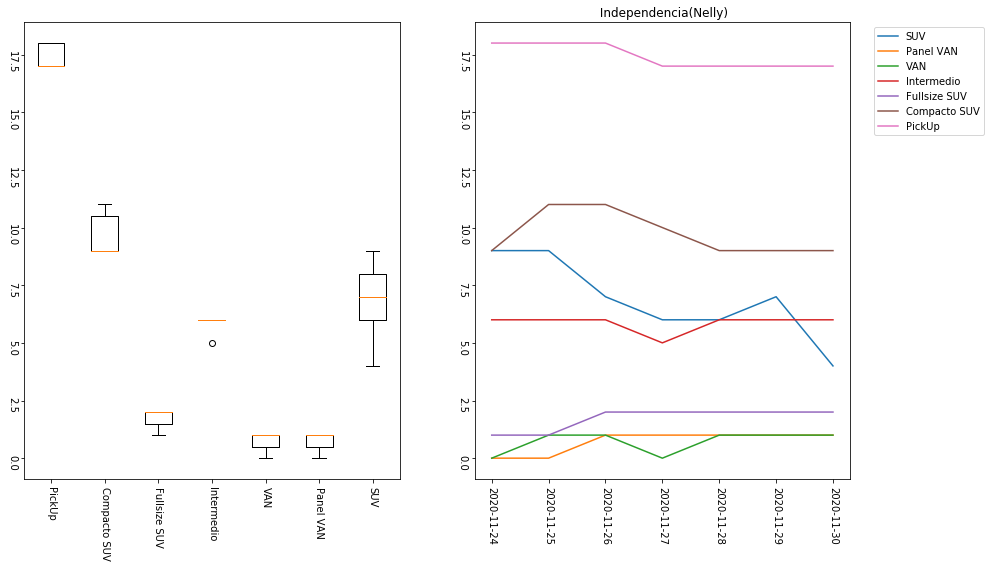 Independencia(Nelly)
17.5
15.0
12.5
10.0
7.5
5.0
2.5
0.0
PickUp
Compacto SUV
Fullsize SUV
Intermedio
VAN
Panel VAN
SUV
17.5
15.0
12.5
10.0
7.5
5.0
2.5
0.0
2020-11-24
2020-11-25
2020-11-26
2020-11-27
2020-11-28
2020-11-29
2020-11-30
SUV
Panel VAN
VAN
Intermedio
Fullsize SUV
Compacto SUV
PickUp